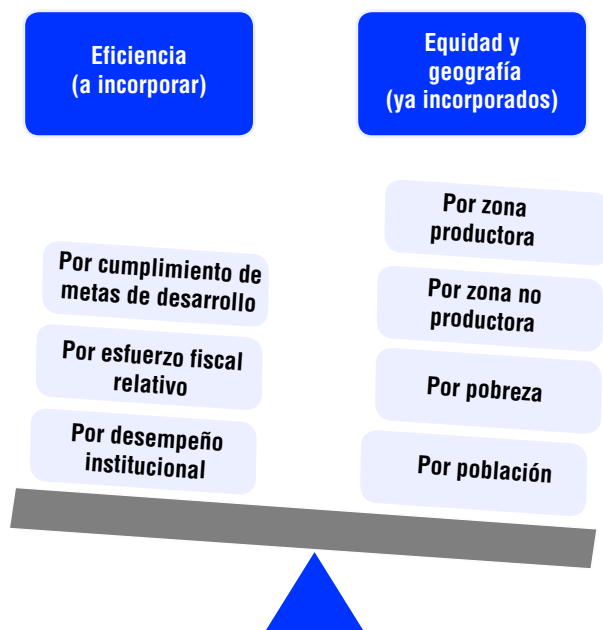 Eficiencia
(a incorporar)
Equidad y
geografía
(ya incorporados)
Por cumplimiento de
metas de desarrollo
Por esfuerzo fiscal
relativo
Por desempeño
institucional
Por zona
productora
Por zona no
productora
Por pobreza
Por población